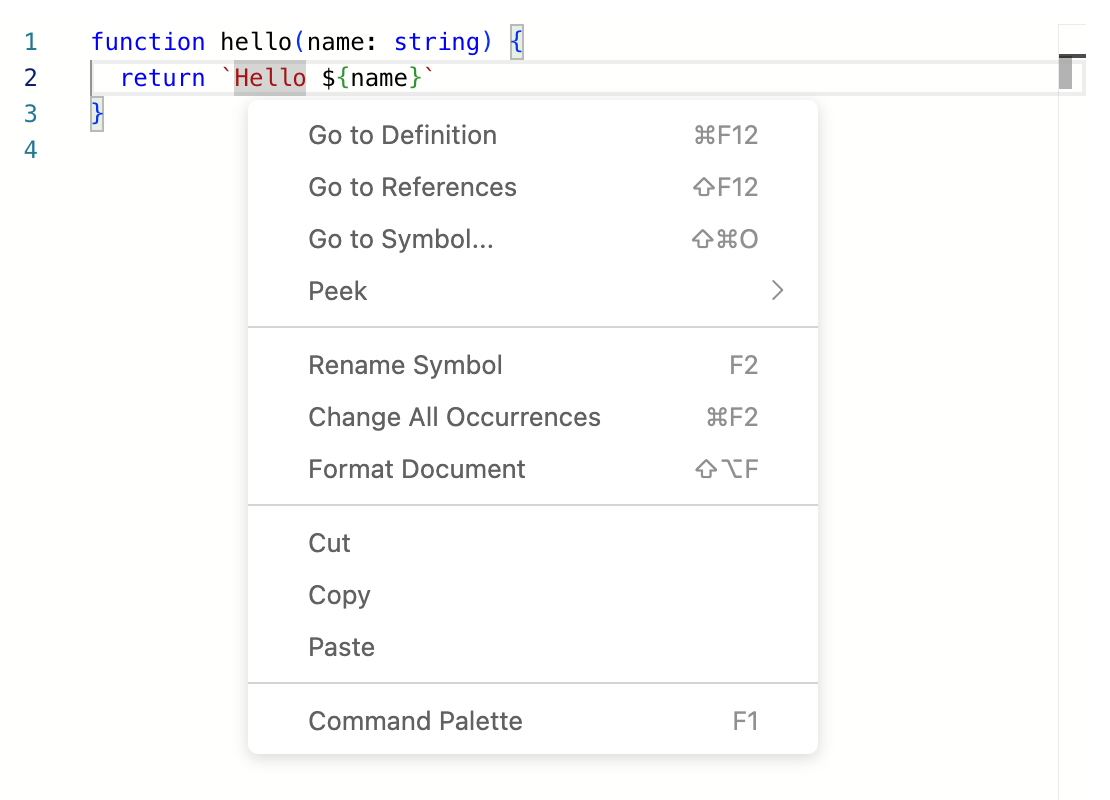 1 function hello(name: string) {
2   return `Hello ${name}`
3 }
4
Go to Definition ⌘F12
Go to References ⇧F12
Go to Symbol... ⇧⌘O
Peek
Rename Symbol F2
Change All Occurrences ⌘F2
Format Document ⇧⌥F
Cut
Copy
Paste
Command Palette F1